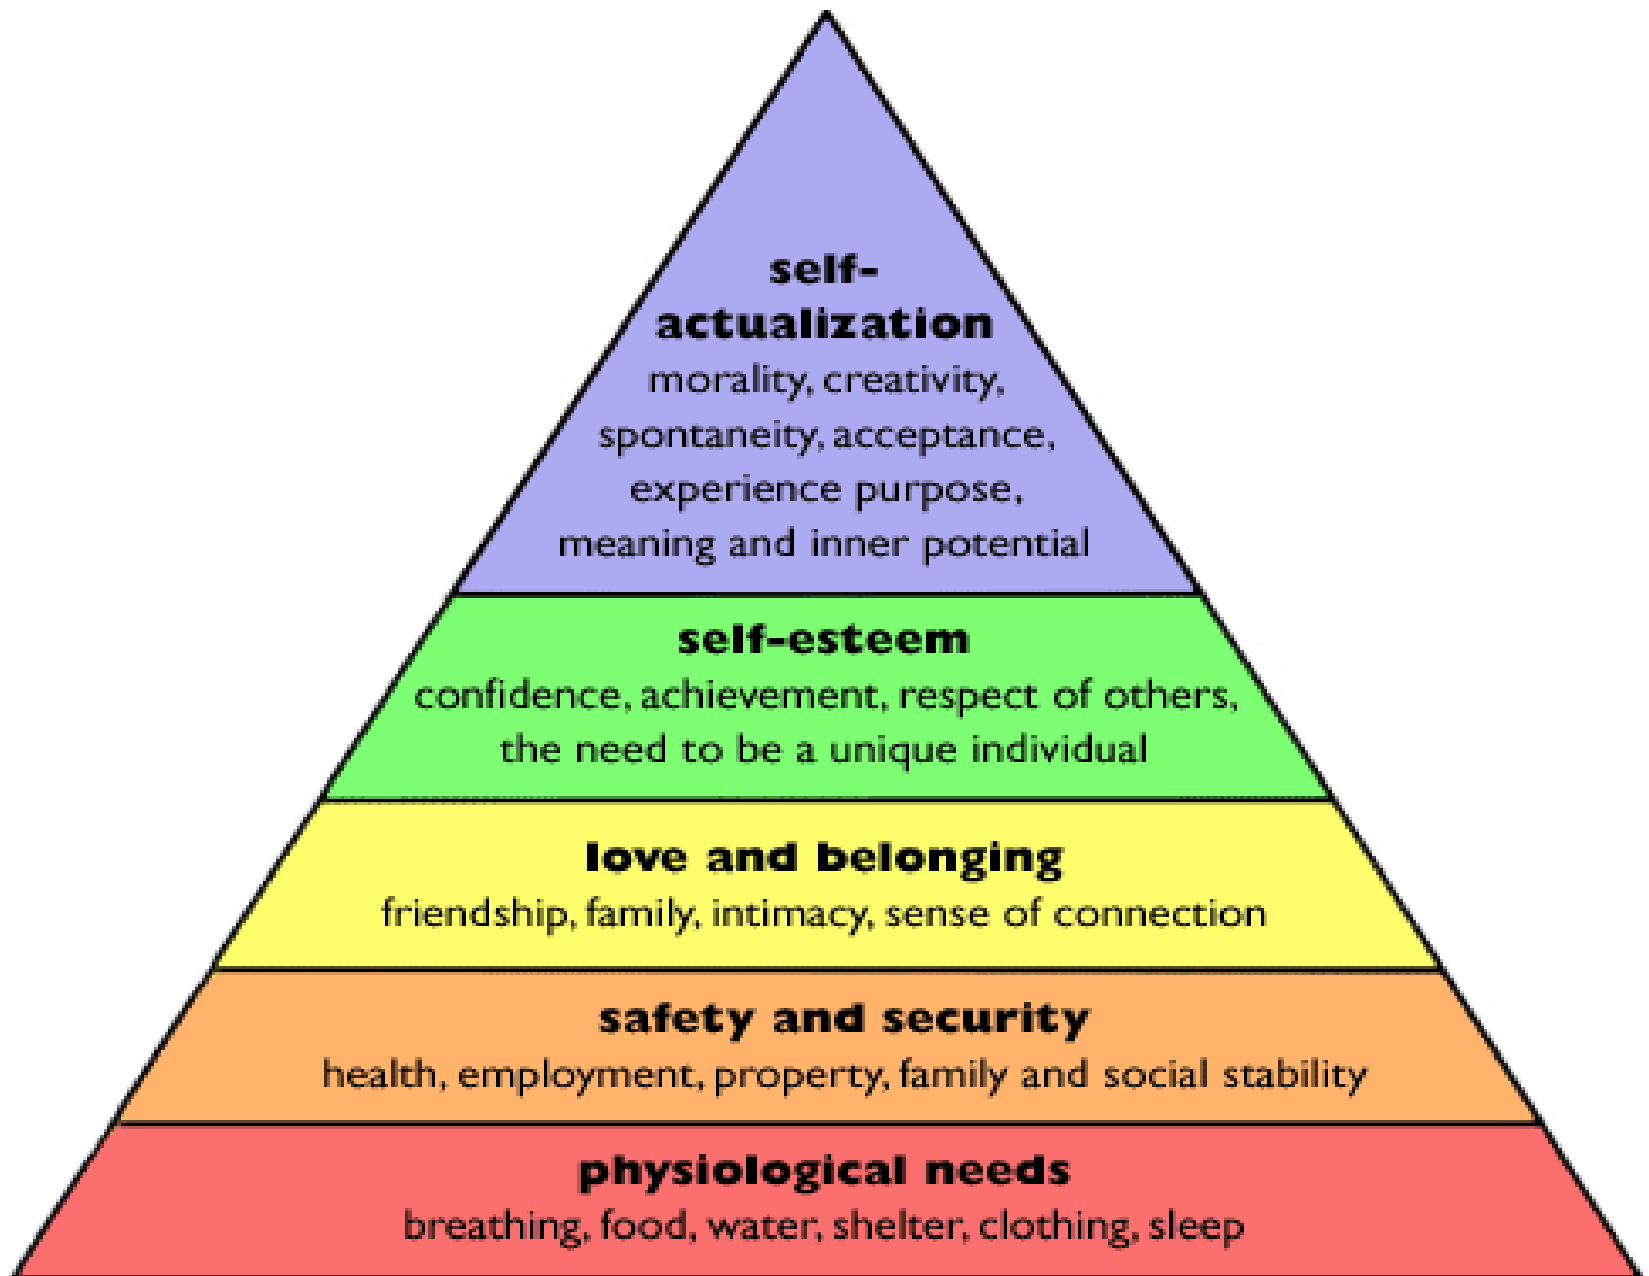 self-
actualization
morality, creativity,
spontaneity, acceptance,
experience purpose,
meaning and inner potential
self-esteem
confidence, achievement, respect of others,
the need to be a unique individual
love and belonging
friendship, family, intimacy, sense of connection
safety and security
health, employment, property, family and social stability
physiological needs
breathing, food, water, shelter, clothing, sleep